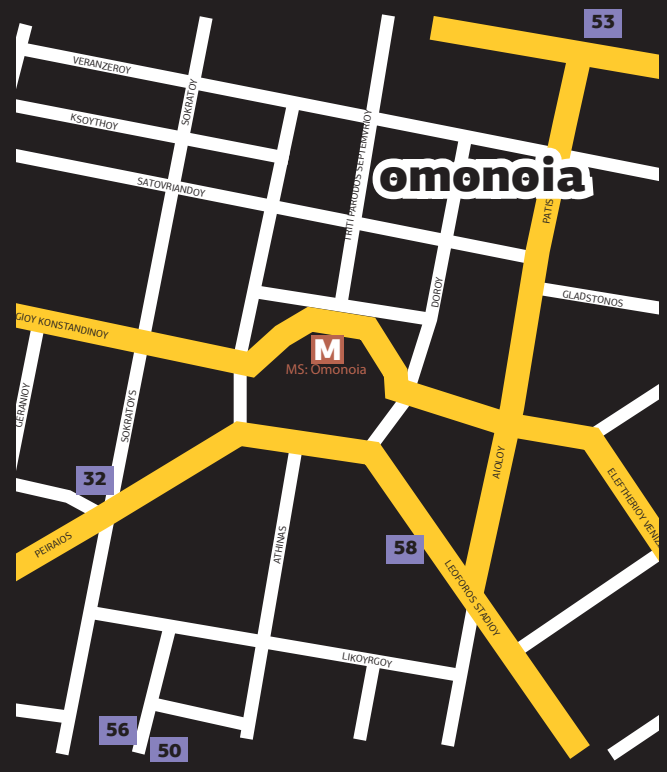 53
VERANZEROY
SOKRATOY
KSOYTHOY
TRITI PARODOS SEPTEMVRIOY
omonoia
SATOVRIANDOY
PATIS
DOROY
GLADSTONOS
GIOY KONSTANDINOY
M
MS: Omonoia
GERANIOY
SOKRATOYS
AIOLOY
32
ELEFTHERIOY VENIZ
PEIRAIOS
ATHINAS
58
LEOFOROS STADIOY
LIKOYRGOY
56
50